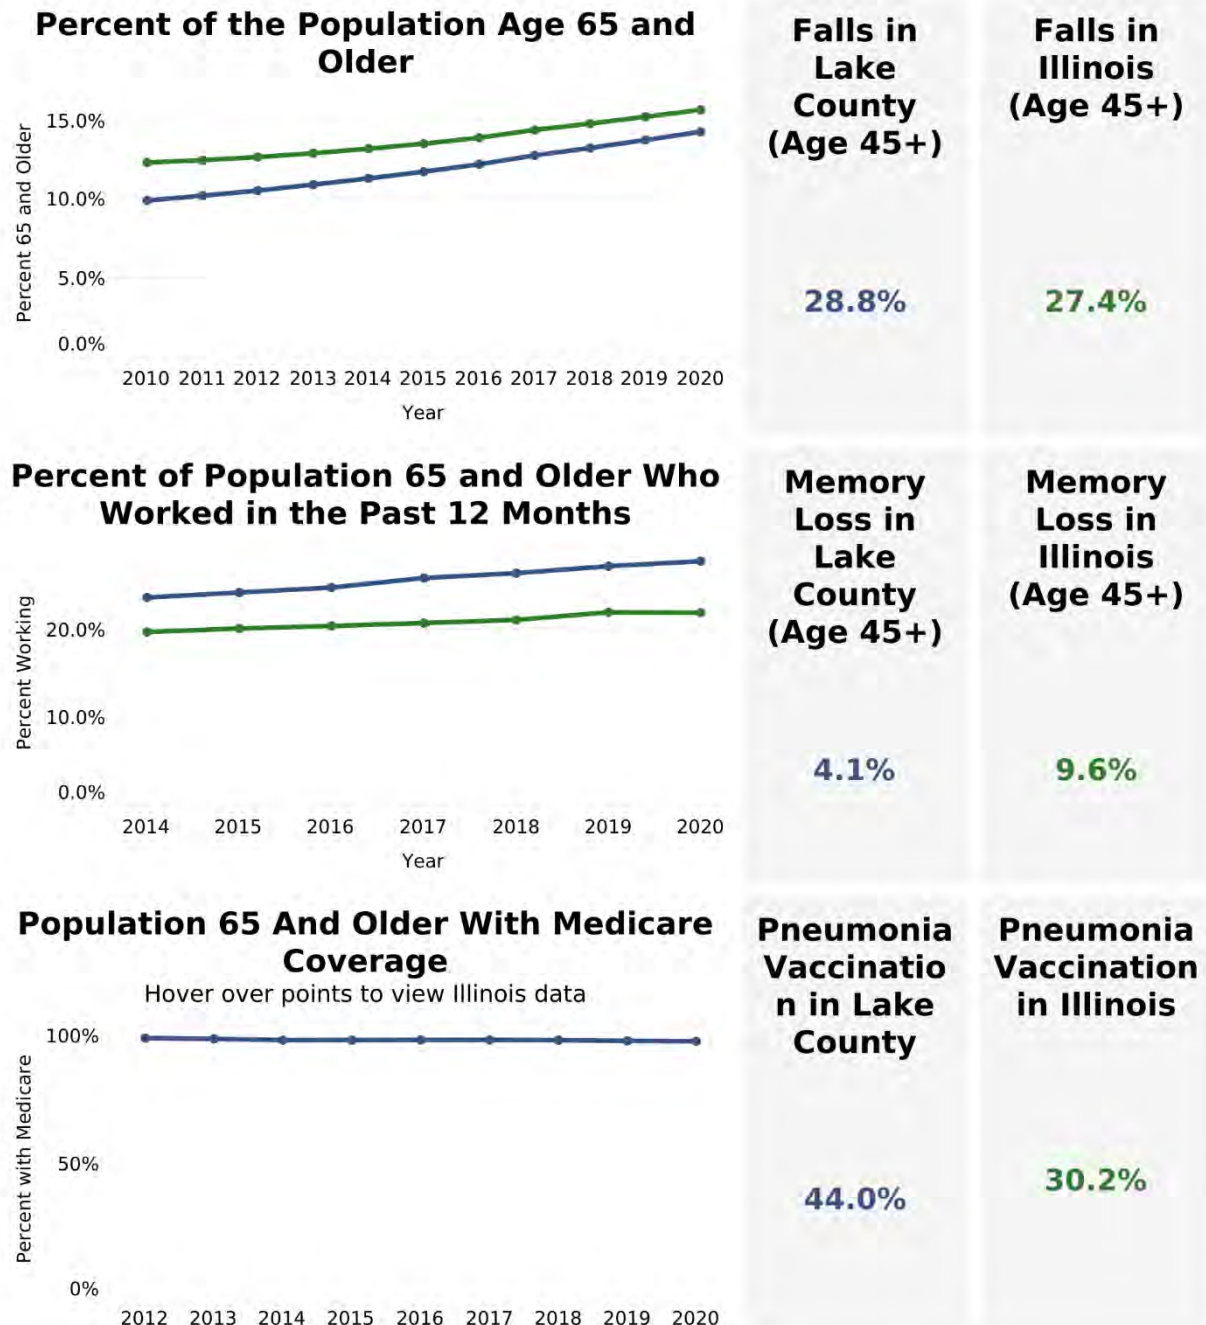 Percent of the Population Age 65 and
Older
Percent 65 and Older
15.0%
10.0%
5.0%
0.0%
2010 2011 2012 2013 2014 2015 2016 2017 2018 2019 2020
Year
Falls in
Lake
County
(Age 45+)
28.8%
Falls in
Illinois
(Age 45+)
27.4%
Percent of Population 65 and Older Who
Worked in the Past 12 Months
Percent Working
20.0%
10.0%
0.0%
2014 2015 2016 2017 2018 2019 2020
Year
Memory
Loss in
Lake
County
(Age 45+)
4.1%
Memory
Loss in
Illinois
(Age 45+)
9.6%
Population 65 And Older With Medicare
Coverage
Hover over points to view Illinois data
Percent with Medicare
100%
50%
0%
2012 2013 2014 2015 2016 2017 2018 2019 2020
Pneumonia
Vaccinatio
n in Lake
County
44.0%
Pneumonia
Vaccination
in Illinois
30.2%